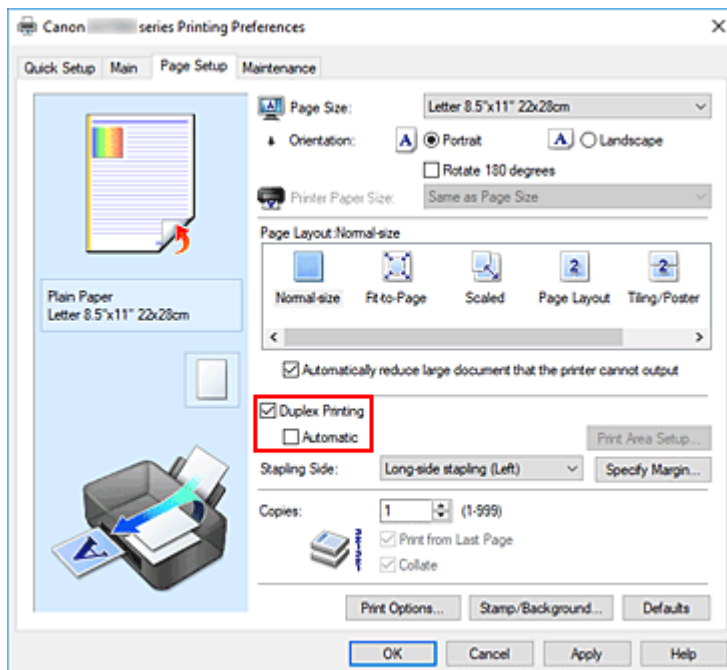 Canon series Printing Preferences
Quick Setup Main Page Setup Maintenance
Page Size: Letter 8.5"x11" 22x28cm
Orientation: A Portrait A Landscape
Rotate 180 degrees
Printer Paper Size: Same as Page Size
Page Layout:Normal-size
2 2
Normal-size Fit-to-Page Scaled Page Layout Tiling/Poster
Plain Paper
Letter 8.5"x11" 22x28cm
Automatically reduce large document that the printer cannot output
Duplex Printing
Automatic
Print Area Setup...
Stapling Side: Long-side stapling (Left) Specify Margin...
Copies: 1 (1-999)
Print from Last Page
Collate
A
Print Options... Stamp/Background... Defaults
OK Cancel Apply Help